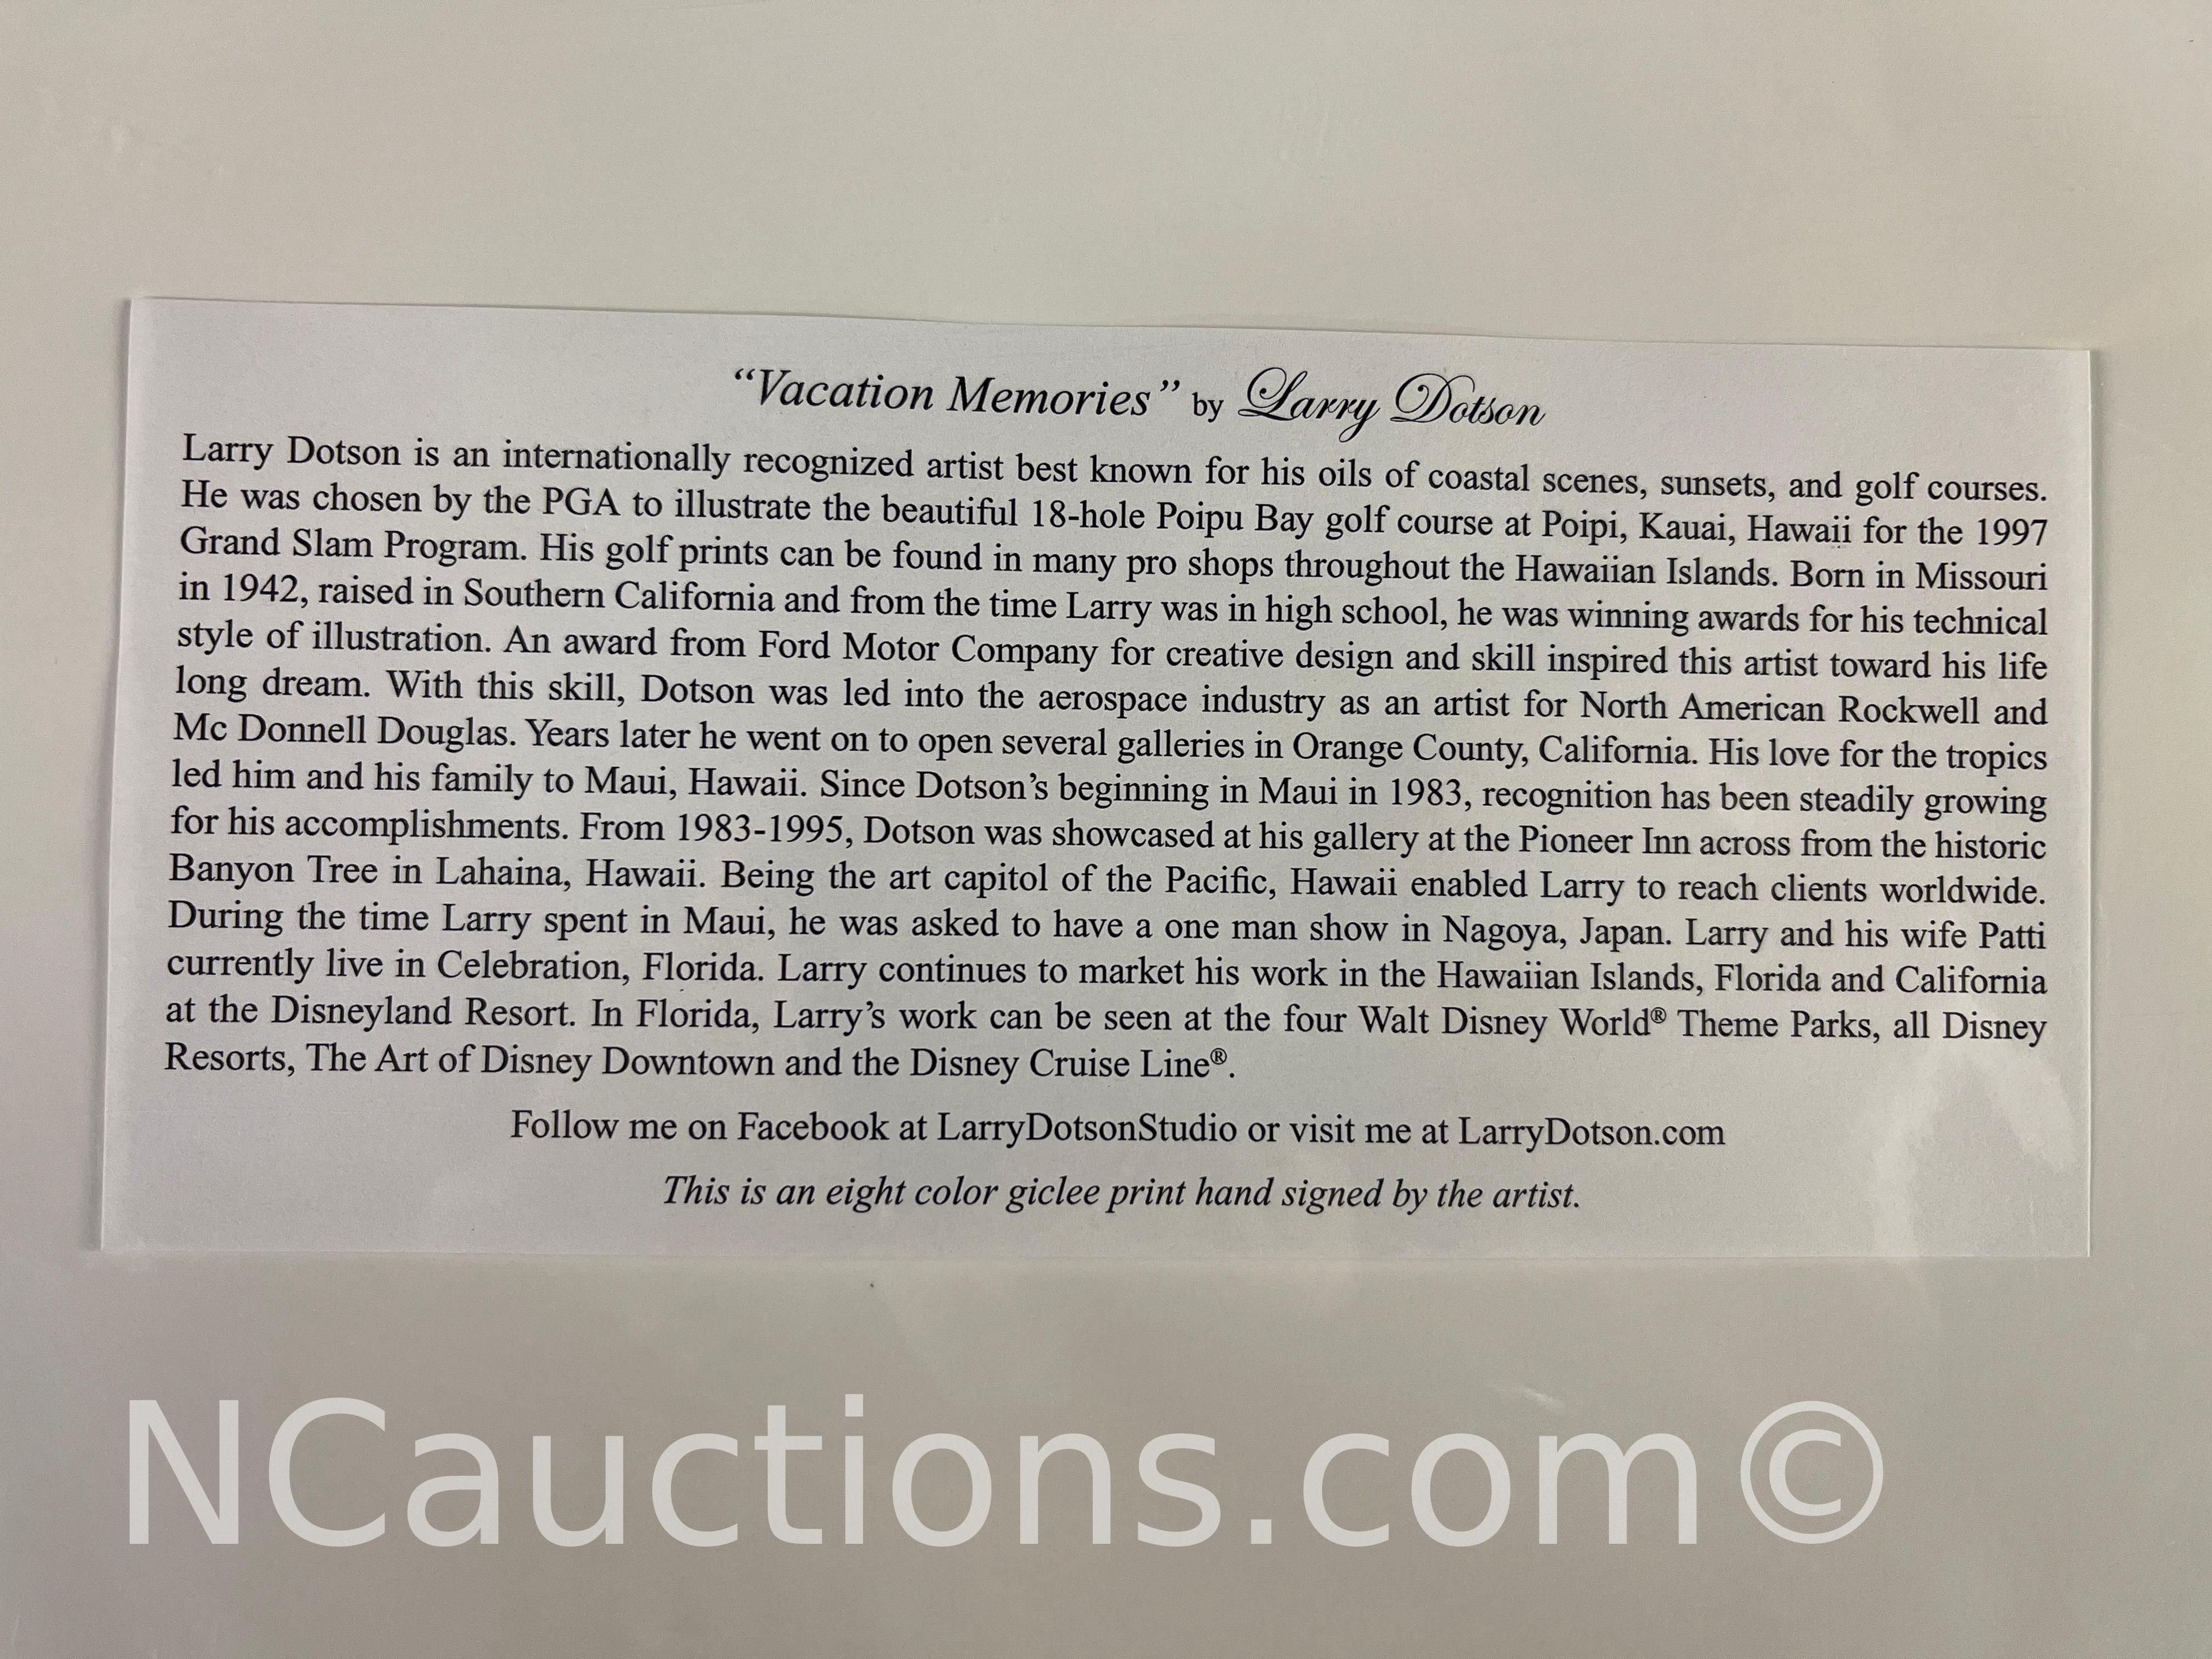 “Vacation Memories” by Larry Dotson
Larry Dotson is an internationally recognized artist best known for his oils of coastal scenes, sunsets, and golf courses.
He was chosen by the PGA to illustrate the beautiful 18-hole Poipu Bay golf course at Poipi, Kauai, Hawaii for the 1997
Grand Slam Program. His golf prints can be found in many pro shops throughout the Hawaiian Islands. Born in Missouri
in 1942, raised in Southern California and from the time Larry was in high school, he was winning awards for his technical
style of illustration. An award from Ford Motor Company for creative design and skill inspired this artist toward his life
long dream. With this skill, Dotson was led into the aerospace industry as an artist for North American Rockwell and
Mc Donnell Douglas. Years later he went on to open several galleries in Orange County, California. His love for the tropics
led him and his family to Maui, Hawaii. Since Dotson’s beginning in Maui in 1983, recognition has been steadily growing
for his accomplishments. From 1983-1995, Dotson was showcased at his gallery at the Pioneer Inn across from the historic
Banyon Tree in Lahaina, Hawaii. Being the art capitol of the Pacific, Hawaii enabled Larry to reach clients worldwide.
During the time Larry spent in Maui, he was asked to have a one man show in Nagoya, Japan. Larry and his wife Patti
currently live in Celebration, Florida. Larry continues to market his work in the Hawaiian Islands, Florida and California
at the Disneyland Resort. In Florida, Larry’s work can be seen at the four Walt Disney World® Theme Parks, all Disney
Resorts, The Art of Disney Downtown and the Disney Cruise Line®.
Follow me on Facebook at LarryDotsonStudio or visit me at LarryDotson.com
This is an eight color giclee print hand signed by the artist.
NCauctions.com©